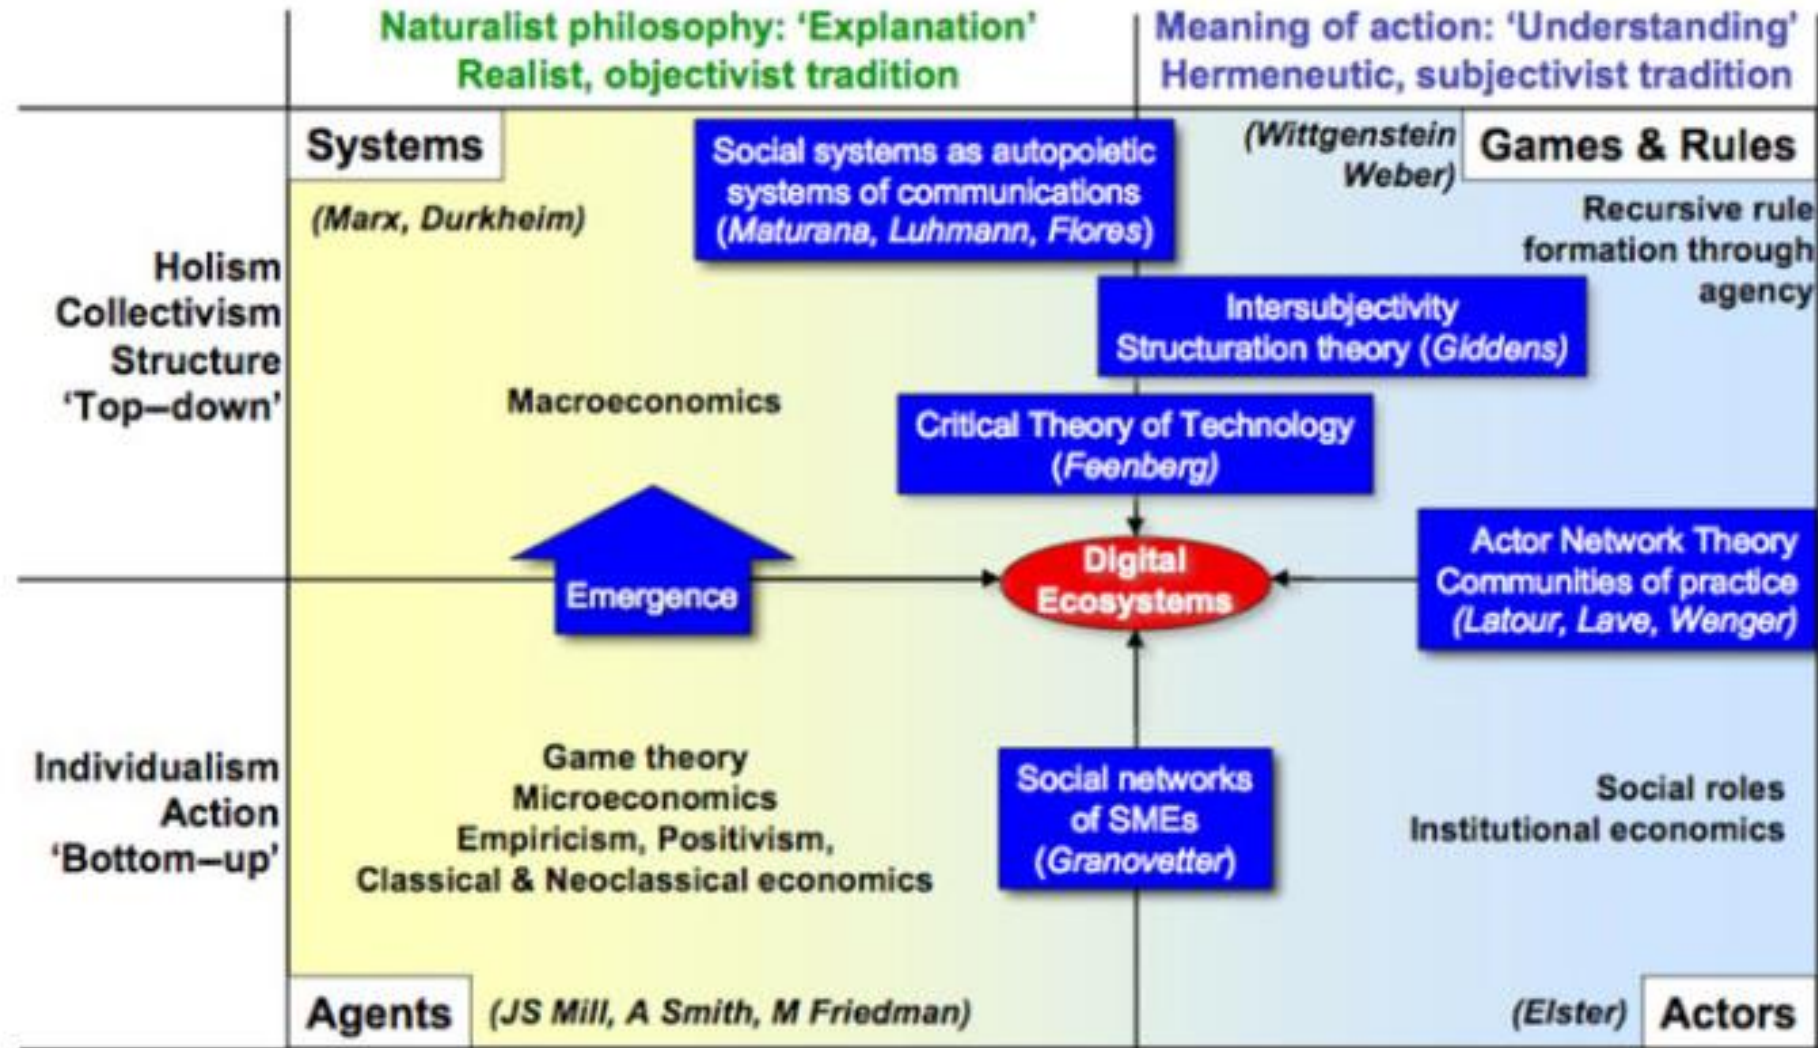 Naturalist philosophy: ‘Explanation’
Realist, objectivist tradition
Meaning of action: ‘Understanding’
Hermeneutic, subjectivist tradition
Holism
Collectivism
Structure
‘Top–down’
Systems
(Marx, Durkheim)
Social systems as autopoietic
systems of communications
(Maturana, Luhmann, Flores)
(Wittgenstein
Weber)
Games & Rules
Recursive rule
formation through
agency
Intersubjectivity
Structuration theory (Giddens)
Macroeconomics
Critical Theory of Technology
(Feenberg)
Emergence
Digital
Ecosystems
Actor Network Theory
Communities of practice
(Latour, Lave, Wenger)
Individualism
Action
‘Bottom–up’
Game theory
Microeconomics
Empiricism, Positivism,
Classical & Neoclassical economics
Social networks
of SMEs
(Granovetter)
Social roles
Institutional economics
Agents
(JS Mill, A Smith, M Friedman)
(Elster)
Actors